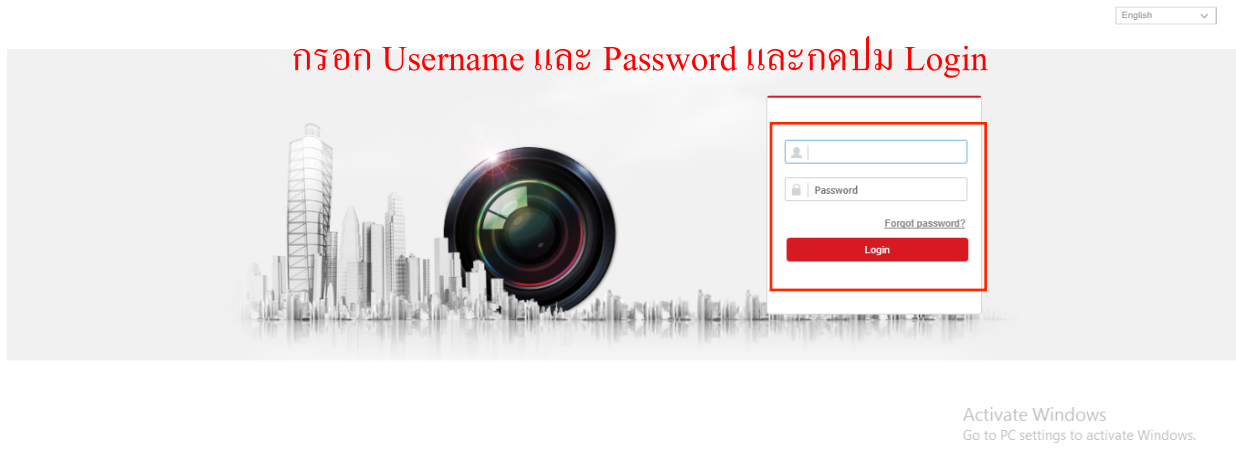 English
กรอก Username และ Password และกดปุ่ม Login
Password
Forgot password?
Login
Activate Windows
Go to PC settings to activate Windows.